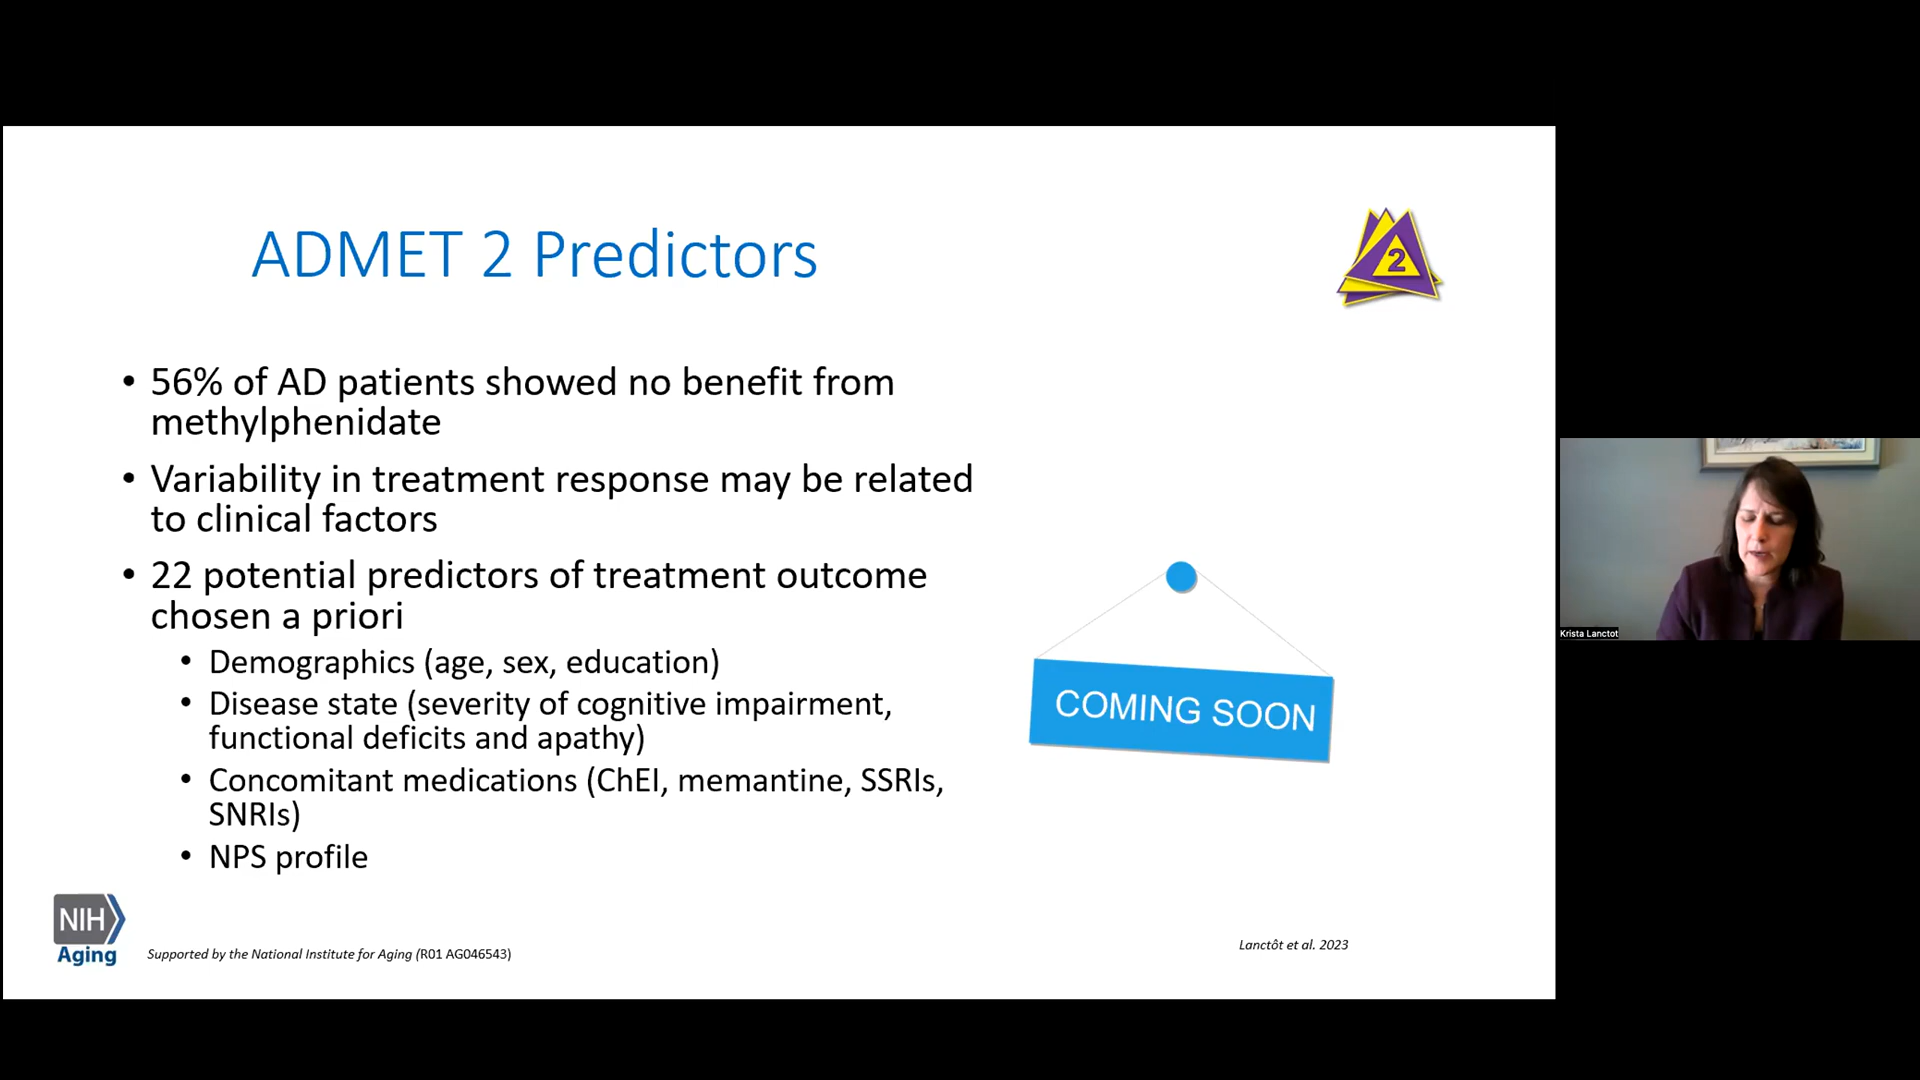 ADMET 2 Predictors
2
• 56% of AD patients showed no benefit from
methylphenidate
• Variability in treatment response may be related
to clinical factors
• 22 potential predictors of treatment outcome
chosen a priori
• Demographics (age, sex, education)
• Disease state (severity of cognitive impairment,
functional deficits and apathy)
• Concomitant medications (ChEI, memantine, SSRIs,
SNRIs)
• NPS profile
COMING SOON
NIH
Aging
Supported by the National Institute for Aging (R01 AG046543)
Lanctôt et al. 2023
Krista Lanctot